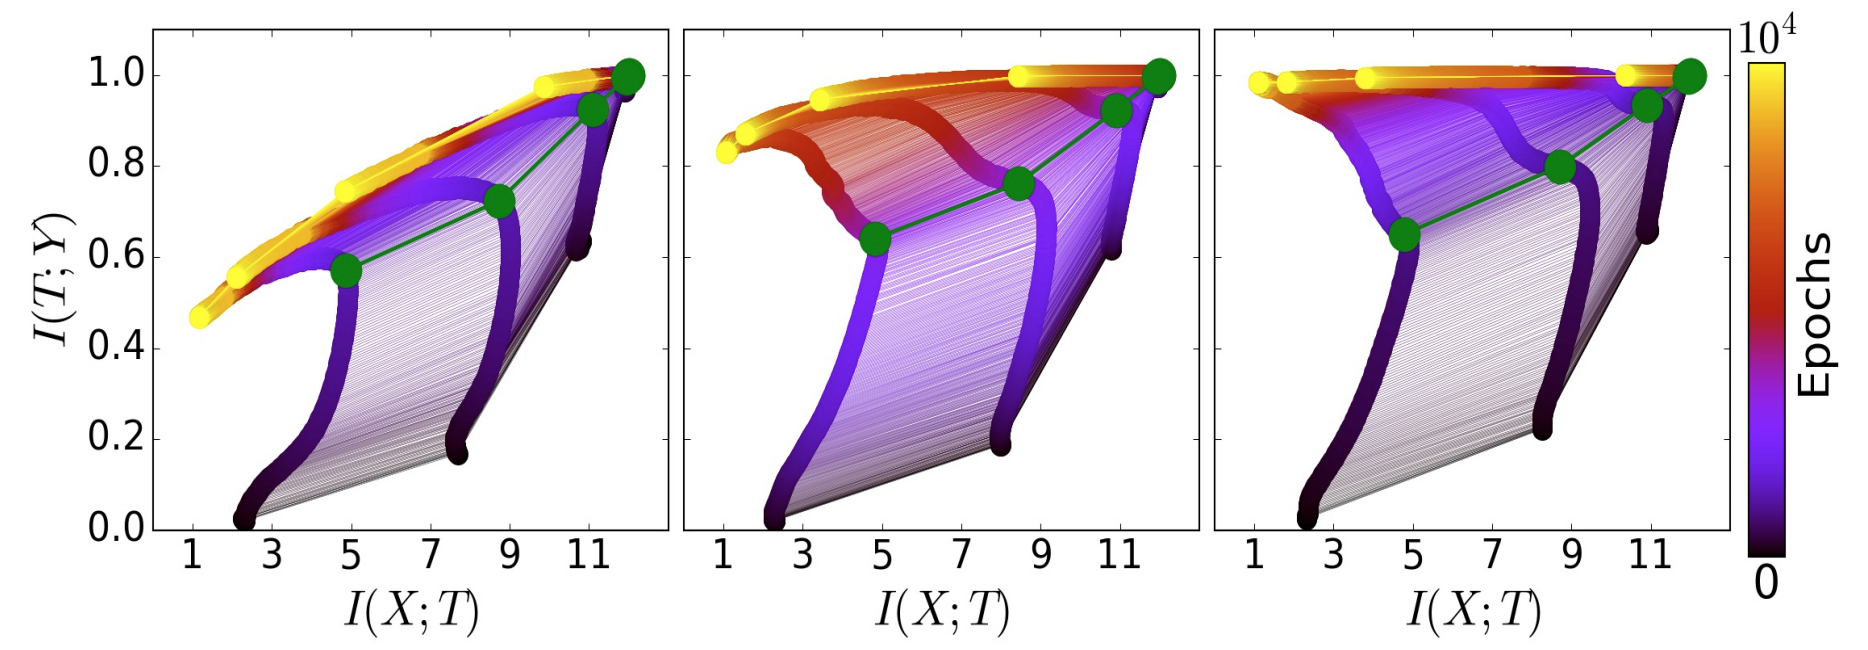 10^4
1.0
0.8
0.6
0.4
0.2
0.0
I(T;Y)
Epochs
1 3 5 7 9 11
1 3 5 7 9 11
1 3 5 7 9 11
0
I(X;T)
I(X;T)
I(X;T)